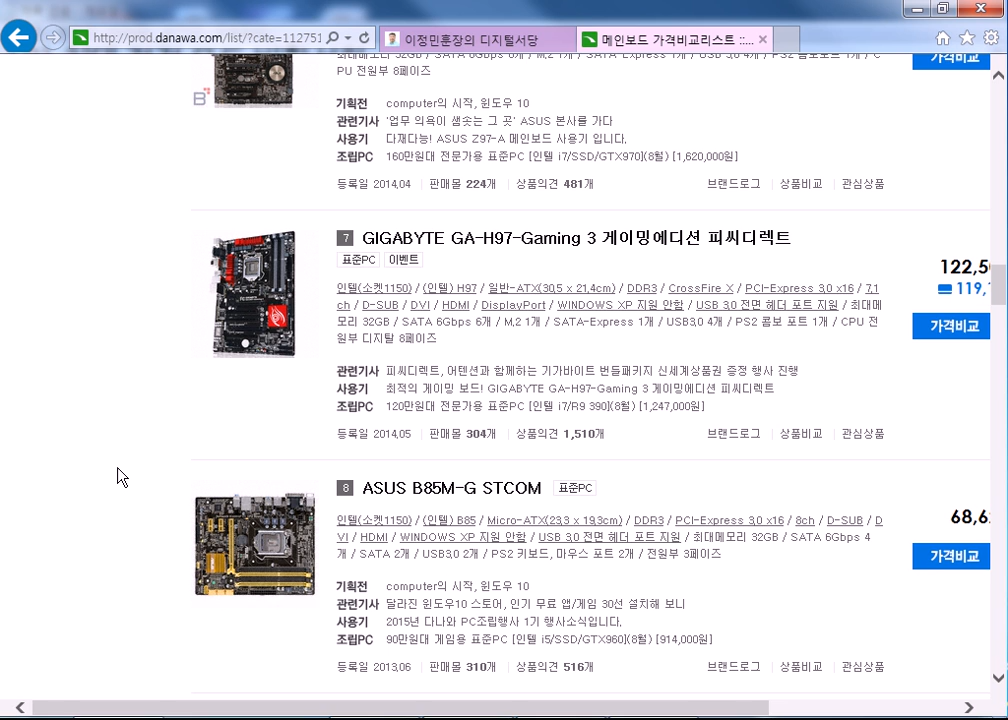 http://prod.danawa.com/list/?cate=112751
이정민훈장의 디지털서당
메인보드 가격비교리스트 ::...
PU 전원부 8페이즈
가격비교
기획전 computer의 시작, 윈도우 10
관련기사 '업무 의욕이 샘솟는 그 곳' ASUS 본사를 가다
사용기 다재다능! ASUS Z97-A 메인보드 사용기 입니다.
조립PC 160만원대 전문가용 표준PC [인텔 i7/SSD/GTX970](8월) [1,620,000원]
등록일 2014.04 판매몰 224개 상품의견 481개 브랜드로그 상품비교 관심상품
7 GIGABYTE GA-H97-Gaming 3 게이밍에디션 피씨디렉트
표준PC 이벤트
인텔(소켓1150) / (인텔) H97 / 일반-ATX(30.5 x 21.4cm) / DDR3 / CrossFire X / PCI-Express 3.0 x16 / 7.1
ch / D-SUB / DVI / HDMI / DisplayPort / WINDOWS XP 지원 안함 / USB 3.0 전면 헤더 포트 지원 / 최대메
모리 32GB / SATA 6Gbps 6개 / M.2 1개 / SATA-Express 1개 / USB3.0 4개 / PS2 콤보 포트 1개 / CPU 전
원부 디지털 8페이즈
122,5
119,
가격비교
관련기사 피씨디렉트, 어텐션과 함께하는 기가바이트 번들패키지 신세계상품권 증정 행사 진행
사용기 최적의 게이밍 보드! GIGABYTE GA-H97-Gaming 3 게이밍에디션 피씨디렉트
조립PC 120만원대 전문가용 표준PC [인텔 i7/R9 390](8월) [1,247,000원]
등록일 2014.05 판매몰 304개 상품의견 1,510개 브랜드로그 상품비교 관심상품
8 ASUS B85M-G STCOM 표준PC
인텔(소켓1150) / (인텔) B85 / Micro-ATX(23.3 x 19.3cm) / DDR3 / PCI-Express 3.0 x16 / 8ch / D-SUB / D
VI / HDMI / WINDOWS XP 지원 안함 / USB 3.0 전면 헤더 포트 지원 / 최대메모리 32GB / SATA 6Gbps 4
개 / SATA 2개 / USB3.0 2개 / PS2 키보드, 마우스 포트 2개 / 전원부 3페이즈
68,6
가격비교
기획전 computer의 시작, 윈도우 10
관련기사 달라진 윈도우10 스토어, 인기 무료 앱/게임 30선 설치해 보니
사용기 2015년 다나와 PC조립행사 1기 행사소식입니다.
조립PC 90만원대 게임용 표준PC [인텔 i5/SSD/GTX960](8월) [914,000원]
등록일 2013.06 판매몰 310개 상품의견 516개 브랜드로그 상품비교 관심상품